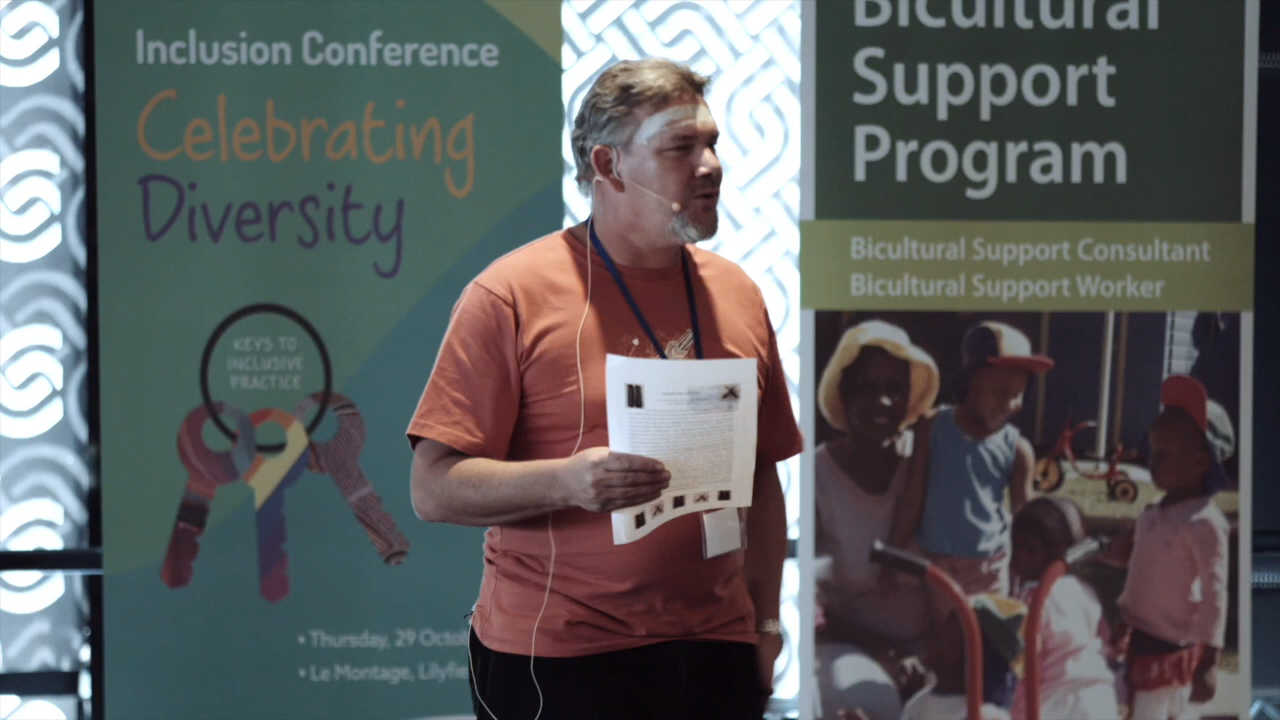 Inclusion Conference
Celebrating
Diversity
KEYS TO
INCLUSIVE
PRACTICE
• Thursday, 29 Octo
• Le Montage, Lilyfie
Bicultural
Support
Program
Bicultural Support Consultant
Bicultural Support Worker